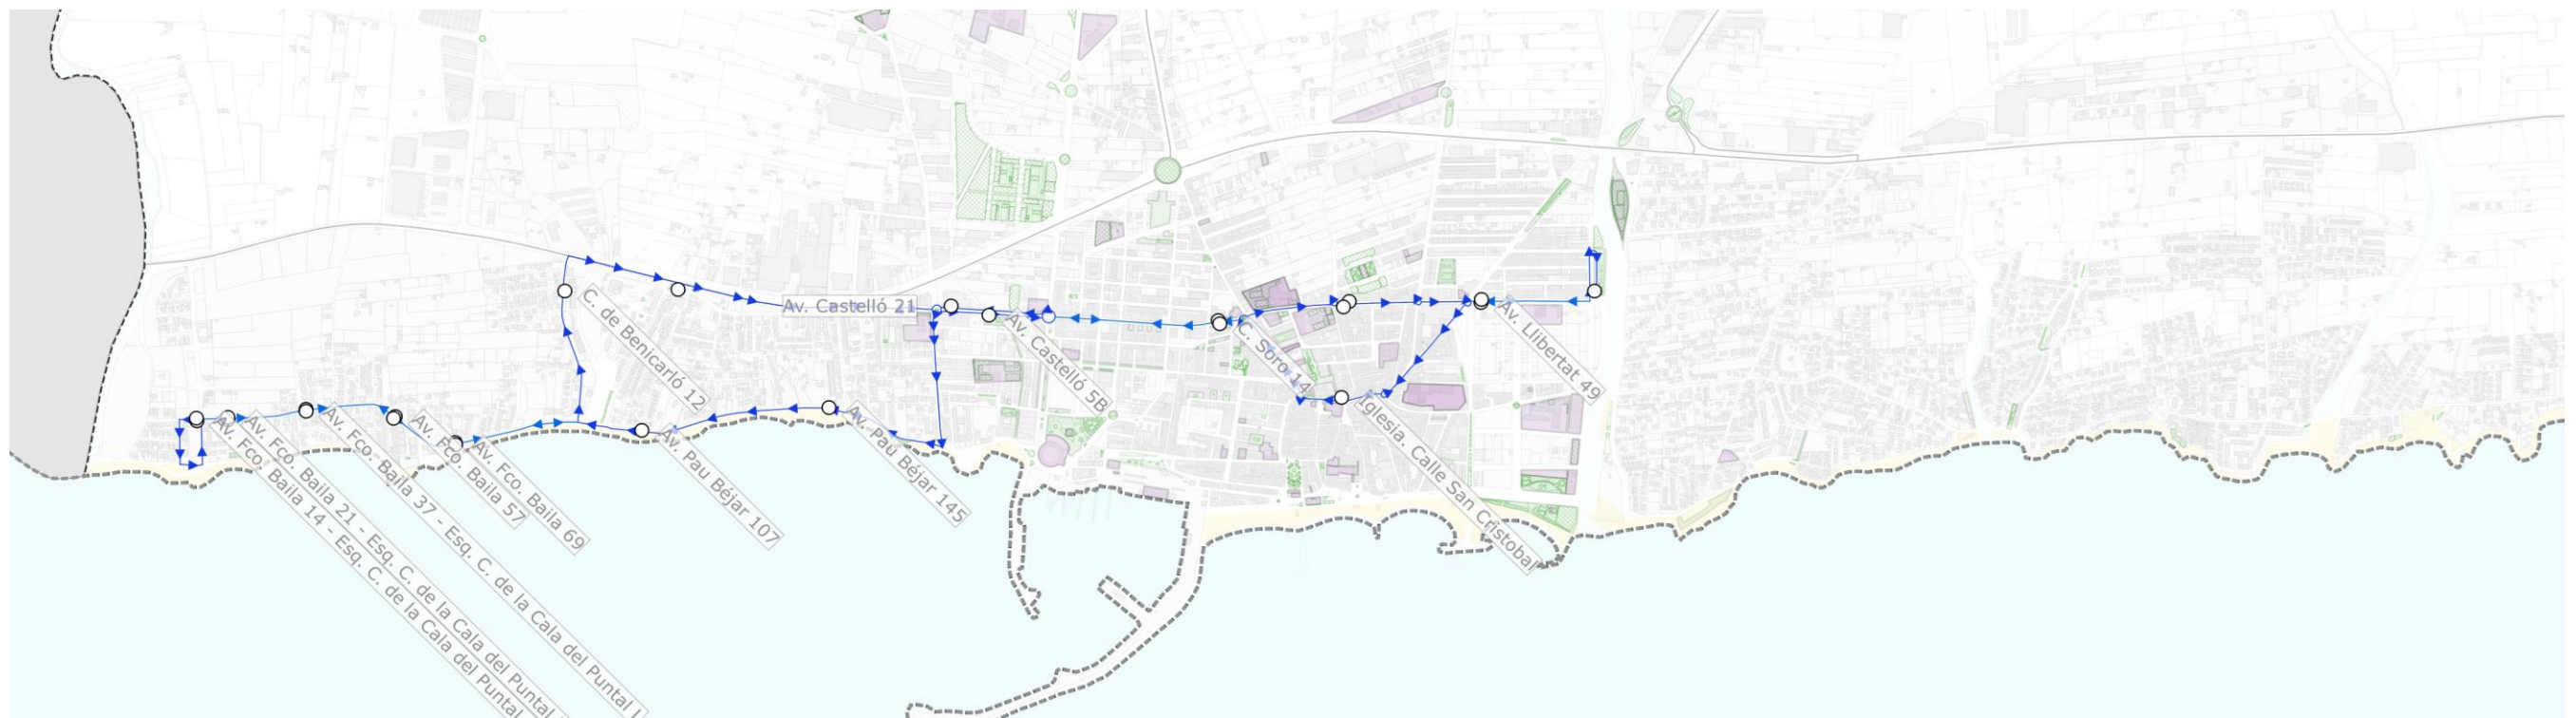 Av. Castelló 21
C. de Benicarló 12
Av. Castelló 5B
C. Soro 14
Av. Llibertat 49
Iglesia. Calle San Cristobal
Av. Pau Béjar 145
Av. Pau Béjar 107
Av. Fco. Baila 69
Av. Fco. Baila 57
Av. Fco. Baila 37 - Esq. C. de la Cala del Puntal
Av. Fco. Baila 21 - Esq. C. de la Cala del Puntal
Av. Fco. Baila 14 - Esq. C. de la Cala del Puntal